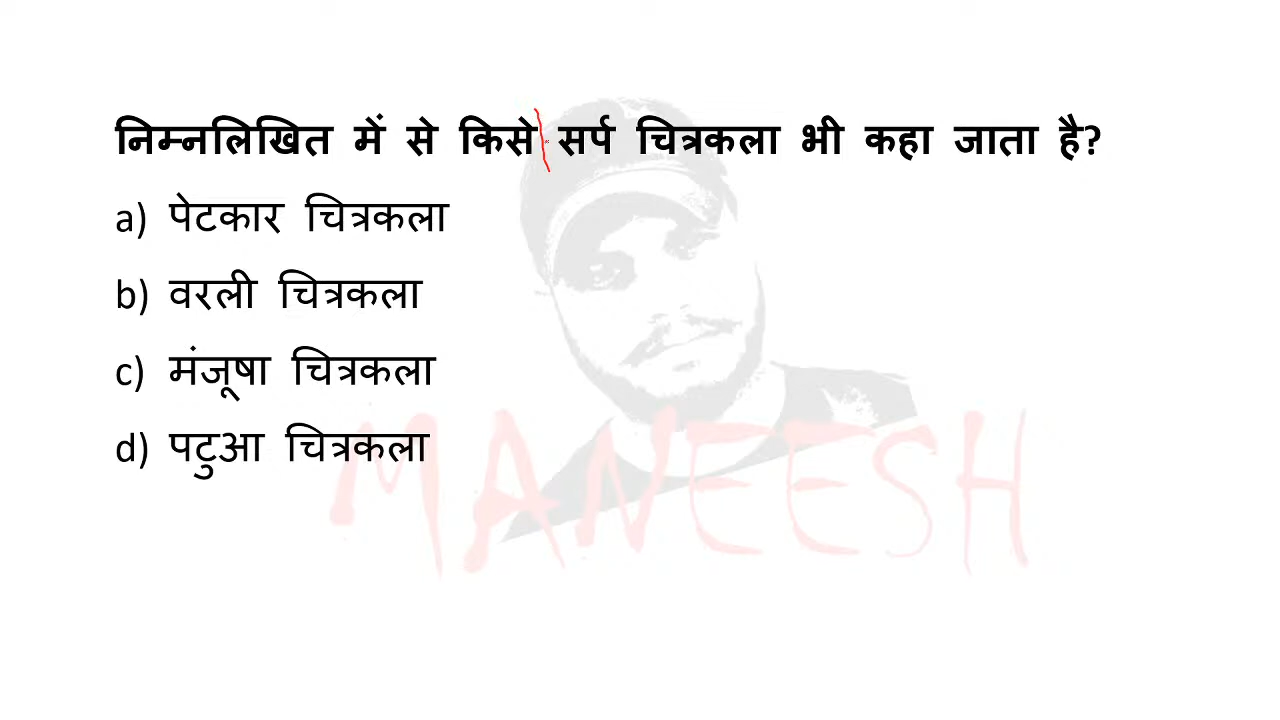 निम्नलिखित में से किसे सर्प चित्रकला भी कहा जाता है?
a) पेटकार चित्रकला
b) वरली चित्रकला
c) मंजूषा चित्रकला
d) पटुआ चित्रकला
MANEESH